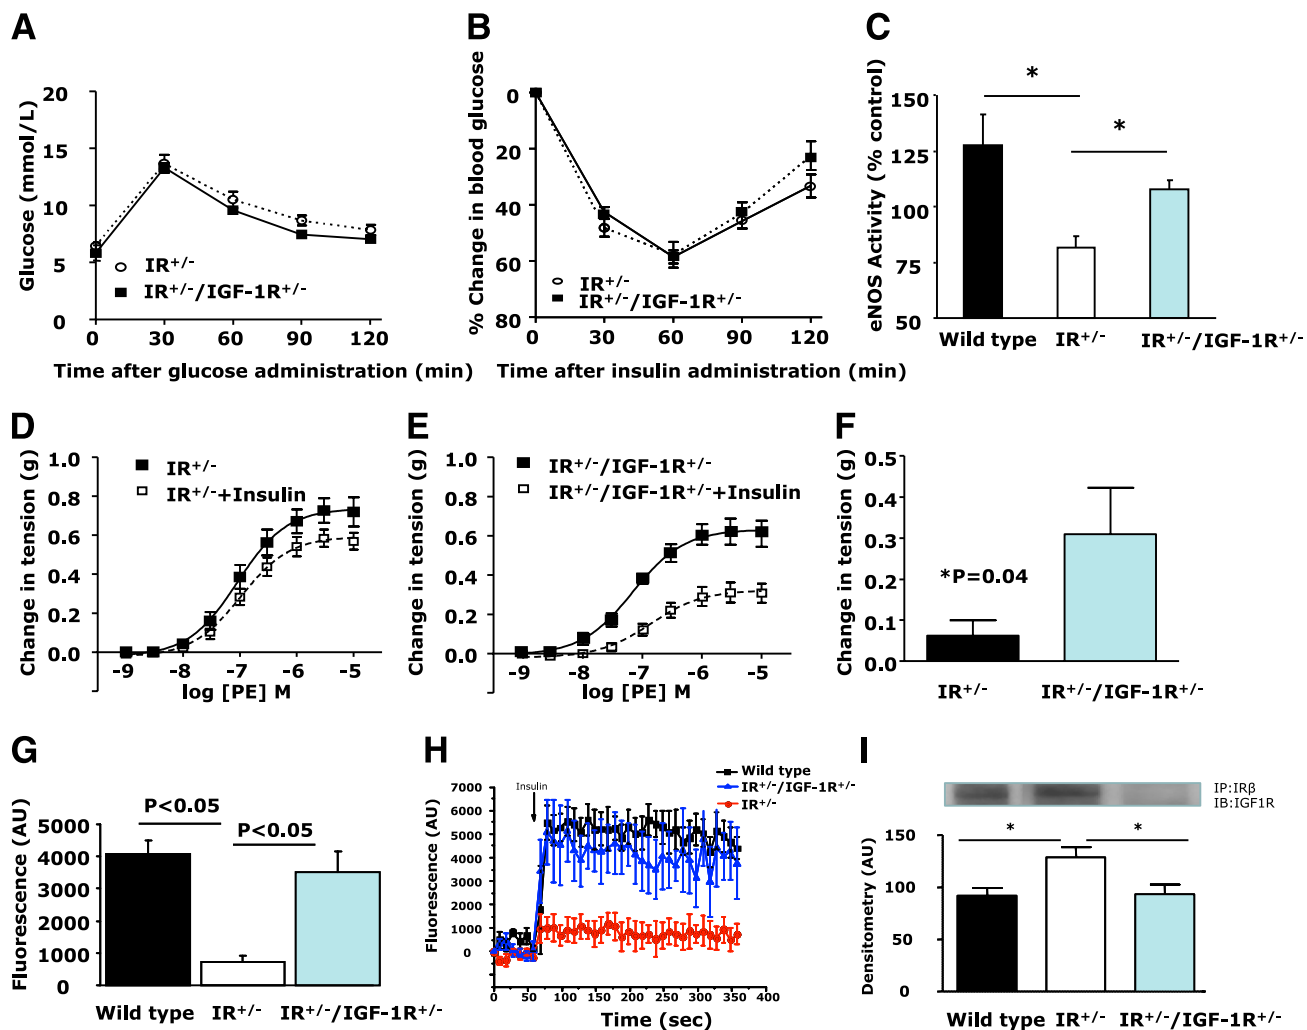 A
Glucose (mmol/L)
20
15
10
5
0
IR+/-
IR+/-/IGF-1R+/-
0 30 60 90 120
Time after glucose administration (min)
B
% Change in blood glucose
0
20
40
60
80
IR+/-
IR+/-/IGF-1R+/-
0 30 60 90 120
Time after insulin administration (min)
C
eNOS Activity (% control)
150
125
100
75
50
*
*
Wild type IR+/- IR+/-/IGF-1R+/-
D
Change in tension (g)
1.0
0.8
0.6
0.4
0.2
0.0
IR+/-
IR+/-+Insulin
-9 -8 -7 -6 -5
log [PE] M
E
Change in tension (g)
1.0
0.8
0.6
0.4
0.2
0.0
IR+/-/IGF-1R+/-
IR+/-/IGF-1R+/-+Insulin
-9 -8 -7 -6 -5
log [PE] M
F
Change in tension (g)
0.5
0.4
0.3
0.2
0.1
0.0
*P=0.04
IR+/- IR+/-/IGF-1R+/-
G
Fluorescence (AU)
5000
4000
3000
2000
1000
0
P<0.05
P<0.05
Wild type IR+/- IR+/-/IGF-1R+/-
H
Fluorescence (AU)
7000
6000
5000
4000
3000
2000
1000
0
Insulin
Wild type
IR+/-/IGF-1R+/-
IR+/-
0 50 100 150 200 250 300 350 400
Time (sec)
I
IP:IRβ
IB:IGF1R
Densitometry (AU)
150
100
50
0
* *
Wild type IR+/- IR+/-/IGF-1R+/-